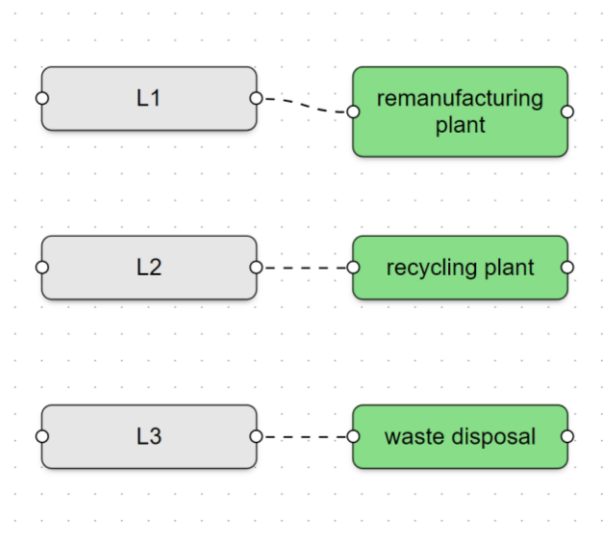 L1
remanufacturing
plant
L2
recycling plant
L3
waste disposal